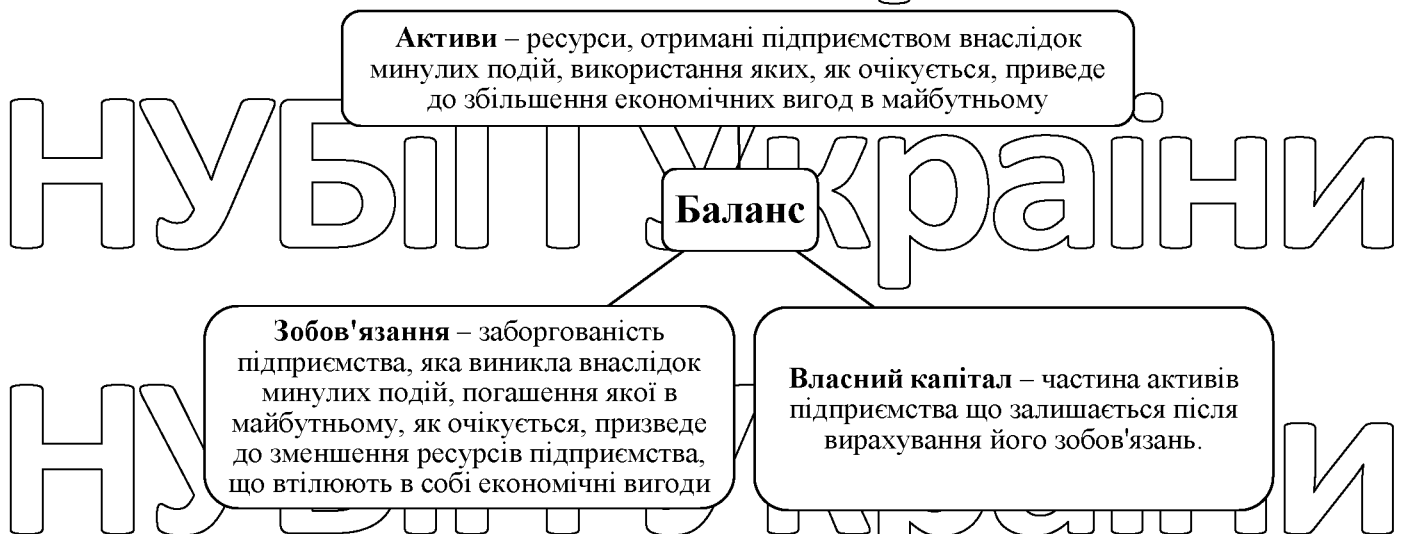 Активи – ресурси, отримані підприємством внаслідок
минулих подій, використання яких, як очікується, приведе
до збільшення економічних вигод в майбутньому
НУБіП України
Баланс
Зобов'язання – заборгованість
підприємства, яка виникла внаслідок
минулих подій, погашення якої в
майбутньому, як очікується, призведе
до зменшення ресурсів підприємства,
що втілюють в собі економічні вигоди
Власний капітал – частина активів
підприємства що залишається після
вирахування його зобов'язань.
НУБіП України